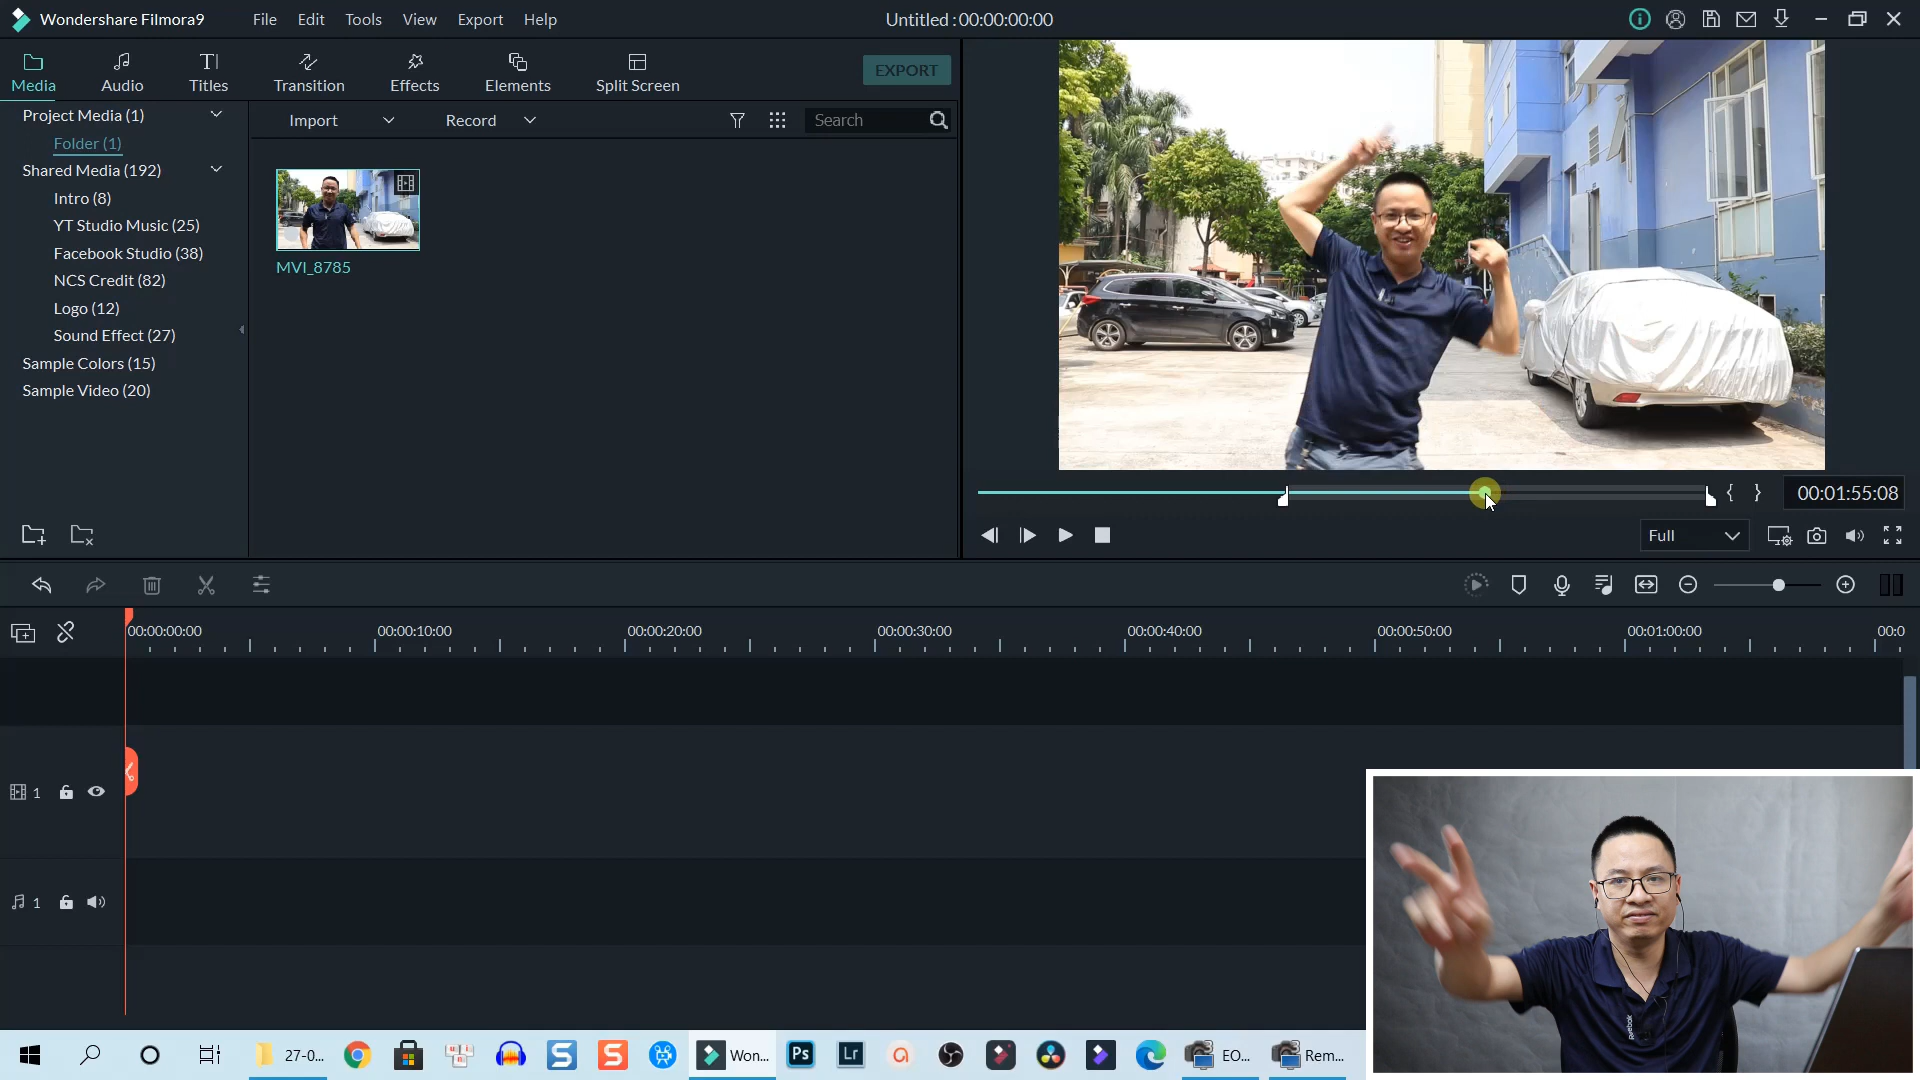 Wondershare Filmora9 File Edit Tools View Export Help Untitled : 00:00:00:00
Media Audio Titles Transition Effects Elements Split Screen EXPORT
Project Media (1)
Folder (1)
Shared Media (192)
Intro (8)
YT Studio Music (25)
Facebook Studio (38)
NCS Credit (82)
Logo (12)
Sound Effect (27)
Sample Colors (15)
Sample Video (20)
Import Record Search
MVI_8785
{ } 00:01:55:08
Full
00:00:00:00 00:00:10:00 00:00:20:00 00:00:30:00 00:00:40:00 00:00:50:00 00:01:00:00 00:0
1
1
Reebok
27-0... S S Won... Ps Lr EO... Rem...